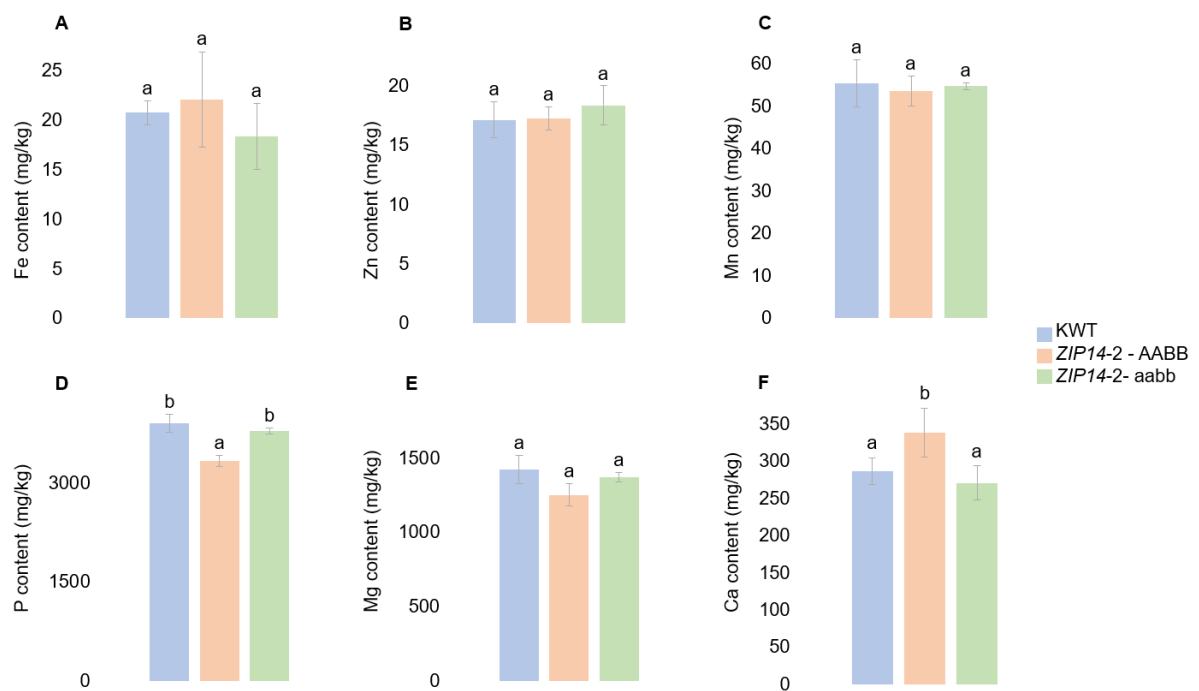 A
a
a
a
25
20
15
10
5
0
Fe content (mg/kg)
B
a
a
a
20
15
10
5
0
Zn content (mg/kg)
C
a
a
a
60
50
40
30
20
10
0
Mn content (mg/kg)
KWT
ZIP14-2 - AABB
ZIP14-2- aabb
D
b
a
b
3000
1500
0
P content (mg/kg)
E
a
a
a
1500
1000
500
0
Mg content (mg/kg)
F
a
b
a
350
300
250
200
150
100
50
0
Ca content (mg/kg)